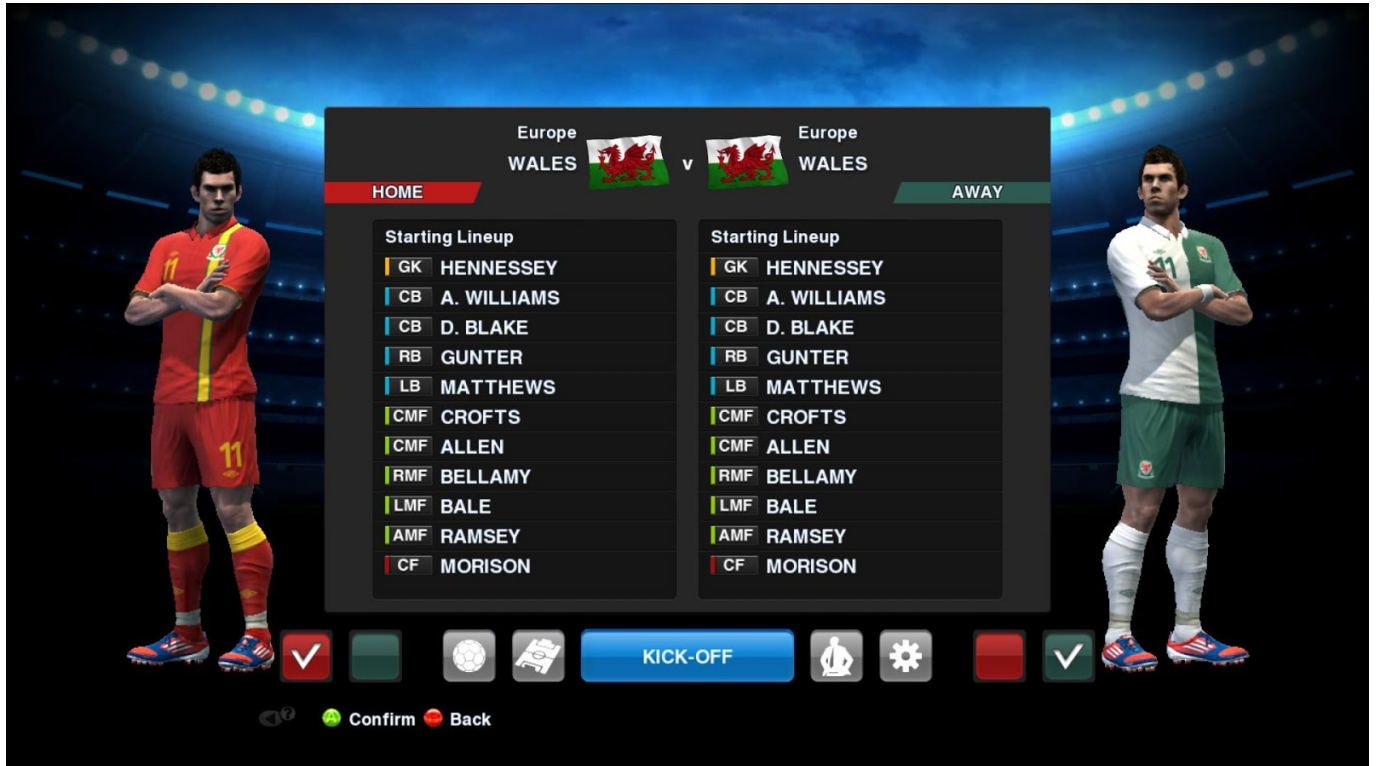 Europe
WALES
v
Europe
WALES
HOME
AWAY
Starting Lineup
GK HENNESSEY
CB A. WILLIAMS
CB D. BLAKE
RB GUNTER
LB MATTHEWS
CMF CROFTS
CMF ALLEN
RMF BELLAMY
LMF BALE
AMF RAMSEY
CF MORISON
Starting Lineup
GK HENNESSEY
CB A. WILLIAMS
CB D. BLAKE
RB GUNTER
LB MATTHEWS
CMF CROFTS
CMF ALLEN
RMF BELLAMY
LMF BALE
AMF RAMSEY
CF MORISON
11
11
11
KICK-OFF
?
A Confirm B Back